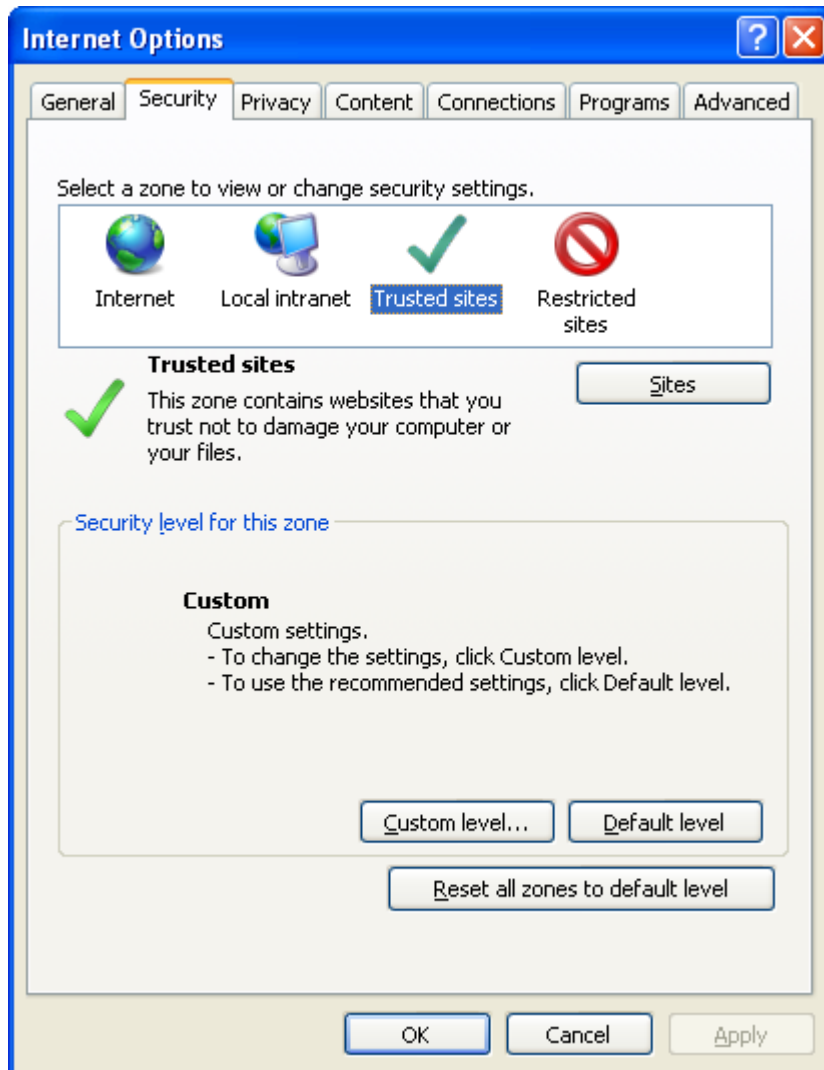 Internet Options
?
General Security Privacy Content Connections Programs Advanced
Select a zone to view or change security settings.
Internet Local intranet Trusted sites Restricted
sites
Trusted sites
Sites
This zone contains websites that you
trust not to damage your computer or
your files.
Security level for this zone
Custom
Custom settings.
- To change the settings, click Custom level.
- To use the recommended settings, click Default level.
Custom level... Default level
Reset all zones to default level
OK Cancel Apply